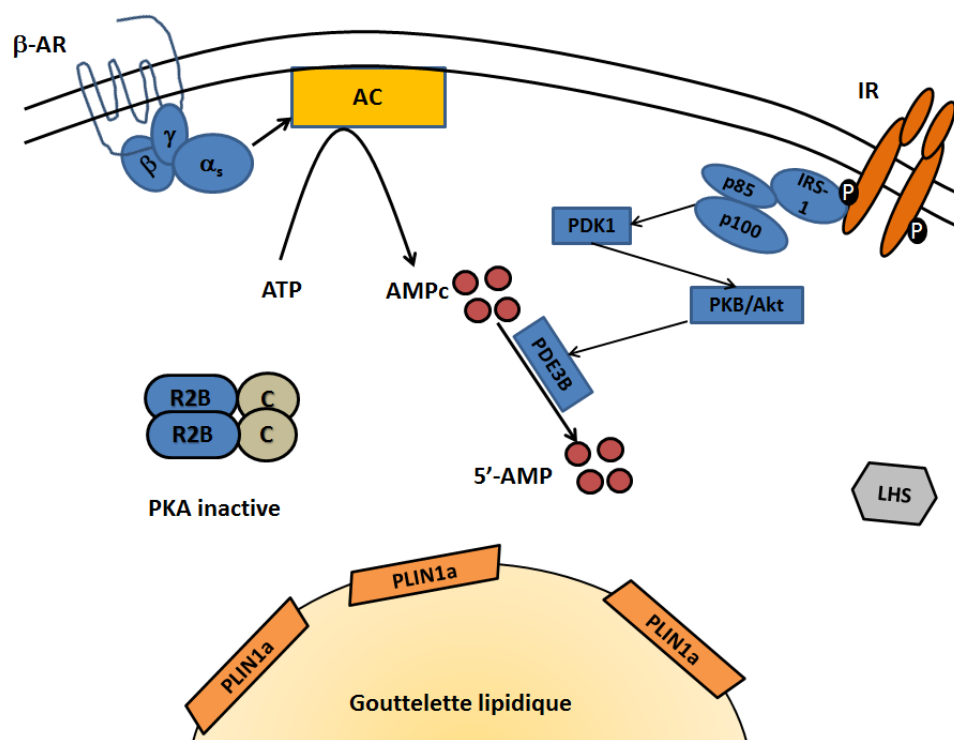 β-AR
AC
IR
γ
β
αs
P
p85
IRS-1
p100
PDK1
P
ATP
AMPc
PKB/Akt
PDE3B
R2B
C
R2B
C
5'-AMP
PKA inactive
LHS
PLIN1a
PLIN1a
PLIN1a
Gouttelette lipidique